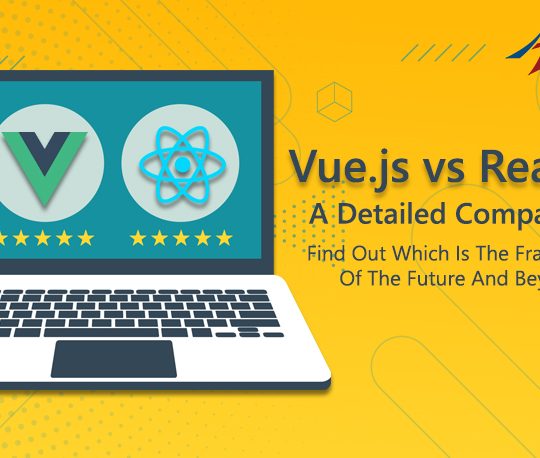 Vue.js vs Rea
A Detailed Compa
Find Out Which Is The Fra
Of The Future And Bey